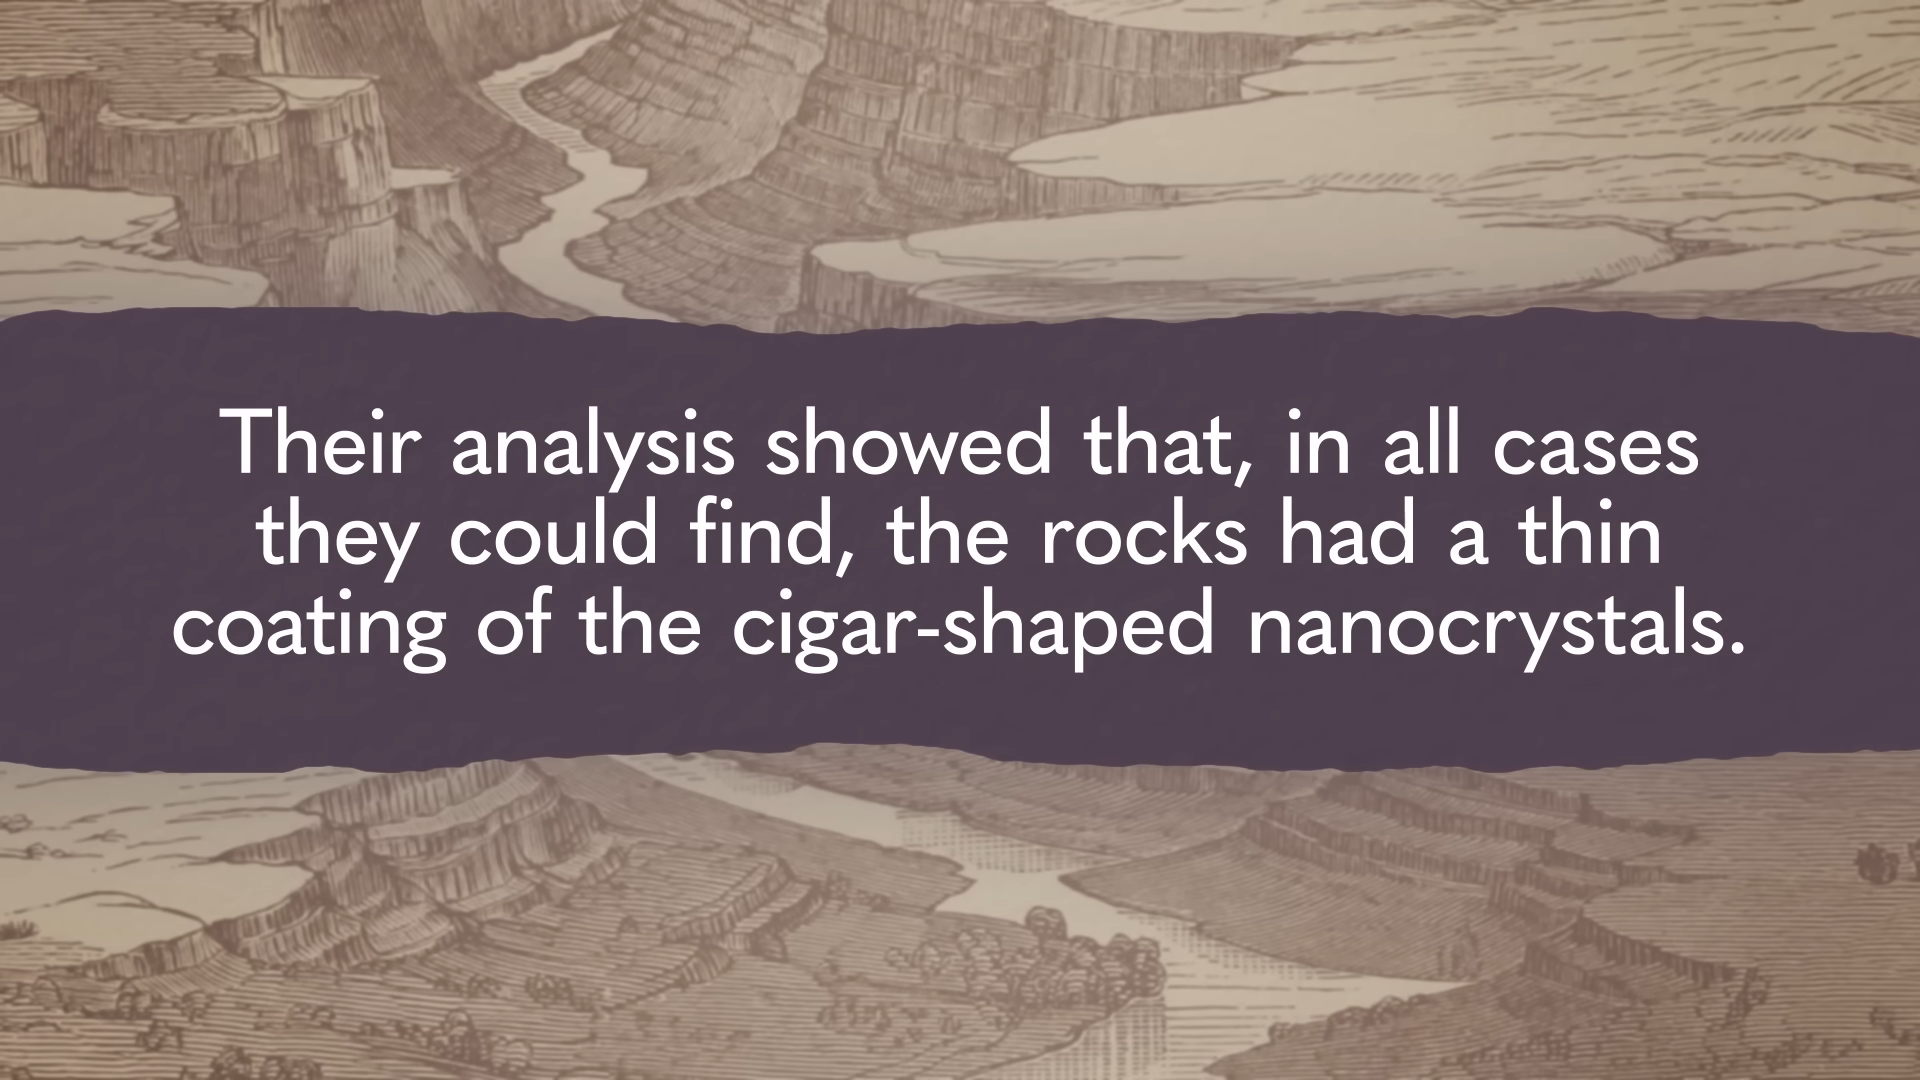 Their analysis showed that, in all cases
they could find, the rocks had a thin
coating of the cigar-shaped nanocrystals.